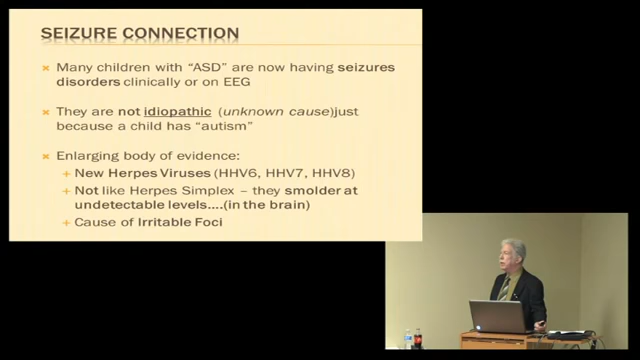 SEIZURE CONNECTION
Many children with “ASD” are now having seizures
disorders clinically or on EEG
They are not idiopathic (unknown cause)just
because a child has “autism”
Enlarging body of evidence:
New Herpes Viruses (HHV6, HHV7, HHV8)
Not like Herpes Simplex – they smolder at
undetectable levels....(in the brain)
Cause of Irritable Foci